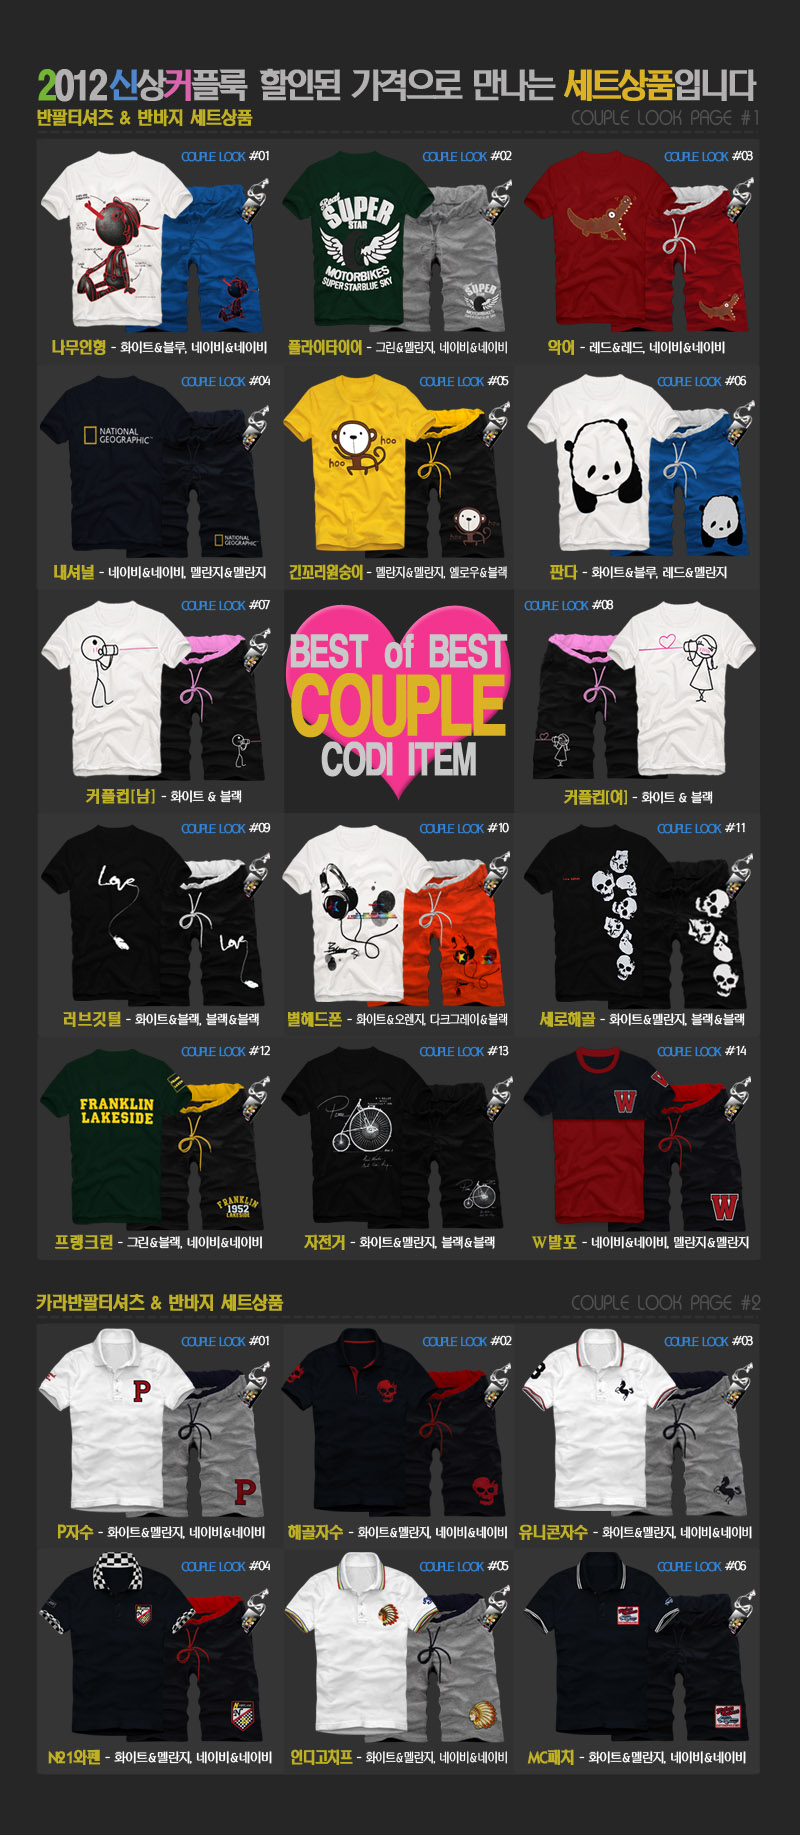 2012 신상커플룩 할인된 가격으로 만나는 세트상품입니다
반팔티셔츠 & 반바지 세트상품
COUPLE LOOK PAGE #1
COUPLE LOOK #01
COUPLE LOOK #02
COUPLE LOOK #03
Real
SUPER
STAR
MOTORBIKES
SUPER STAR BLUE SKY
SUPER
MOTORBIKES
나무인형 - 화이트&블루, 네이비&네이비
플라이타이어 - 그린&멜란지, 네이비&네이비
악어 - 레드&레드, 네이비&네이비
COUPLE LOOK #04
COUPLE LOOK #05
COUPLE LOOK #06
NATIONAL
GEOGRAPHIC
NATIONAL
GEOGRAPHIC
hoo
hoo
내셔널 - 네이비&네이비, 멜란지&멜란지
긴꼬리원숭이 - 멜란지&멜란지, 옐로우&블랙
판다 - 화이트&블루, 레드&멜란지
COUPLE LOOK #07
COUPLE LOOK #08
BEST of BEST
COUPLE
CODI ITEM
커플컵[남] - 화이트 & 블랙
커플컵[여] - 화이트 & 블랙
COUPLE LOOK #09
COUPLE LOOK #10
COUPLE LOOK #11
Love
Love
러브깃털 - 화이트&블랙, 블랙&블랙
별헤드폰 - 화이트&오렌지, 다크그레이&블랙
세로해골 - 화이트&멜란지, 블랙&블랙
COUPLE LOOK #12
COUPLE LOOK #13
COUPLE LOOK #14
FRANKLIN
LAKESIDE
FRANKLIN
1952
LAKESIDE
W
W
프랭크린 - 그린&블랙, 네이비&네이비
자전거 - 화이트&멜란지, 블랙&블랙
W발포 - 네이비&네이비, 멜란지&멜란지
카라반팔티셔츠 & 반바지 세트상품
COUPLE LOOK PAGE #2
COUPLE LOOK #01
COUPLE LOOK #02
COUPLE LOOK #03
P
P
8
P자수 - 화이트&멜란지, 네이비&네이비
해골자수 - 화이트&멜란지, 네이비&네이비
유니콘자수 - 화이트&멜란지, 네이비&네이비
COUPLE LOOK #04
COUPLE LOOK #05
COUPLE LOOK #06
N21와펜 - 화이트&멜란지, 네이비&네이비
인디고치프 - 화이트&멜란지, 네이비&네이비
MC패치 - 화이트&멜란지, 네이비&네이비